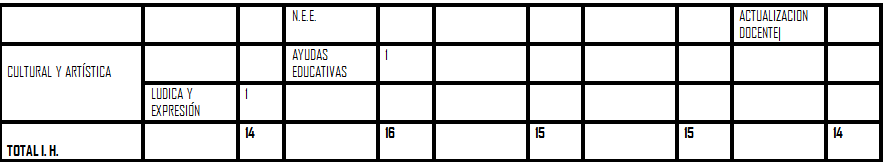 N.E.E.
ACTUALIZACION
DOCENTE
CULTURAL Y ARTÍSTICA
AYUDAS
EDUCATIVAS
1
LUDICA Y
EXPRESIÓN
1
TOTAL I. H.
14
16
15
15
14